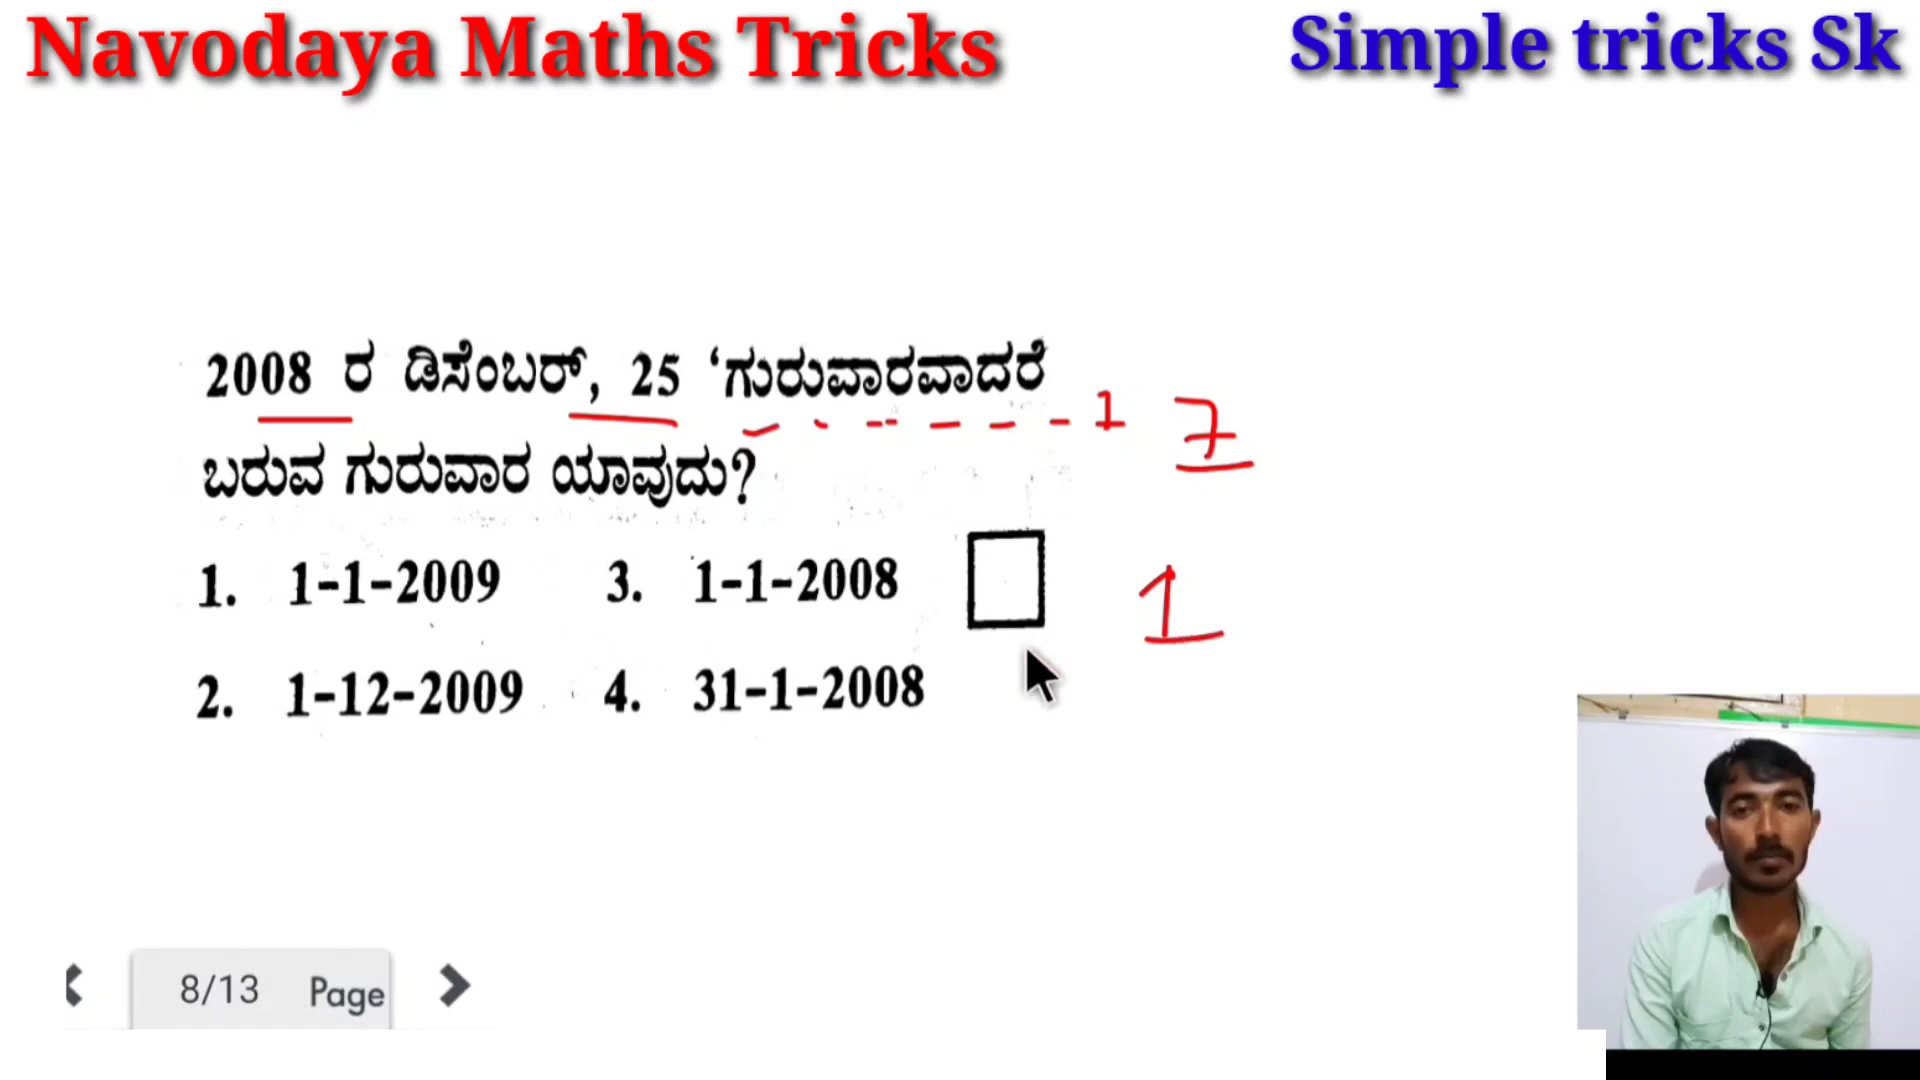 Navodaya Maths Tricks
Simple tricks Sk
2008 ರ ಡಿಸೆಂಬರ್, 25 ‘ಗುರುವಾರವಾದರೆ
1 7
ಬರುವ ಗುರುವಾರ ಯಾವುದು?
1. 1-1-2009 3. 1-1-2008
1
2. 1-12-2009 4. 31-1-2008
8/13 Page